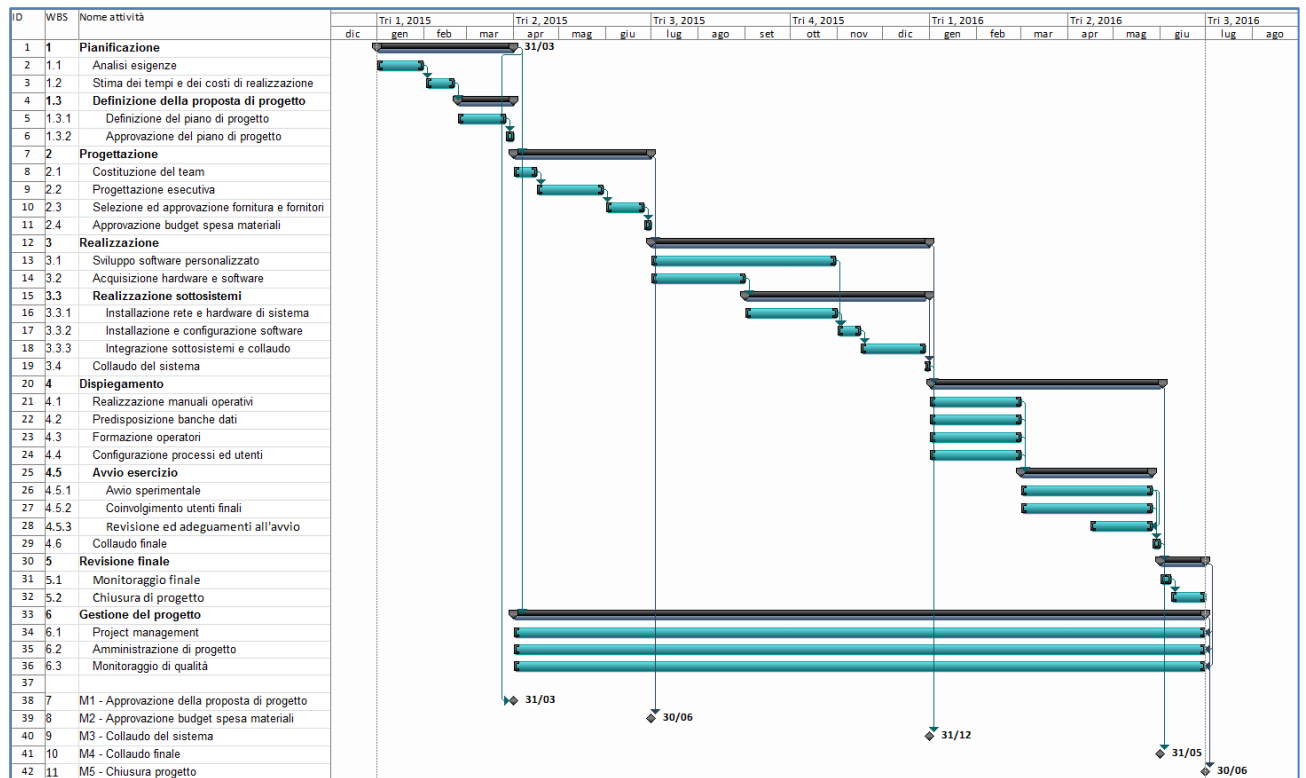 ID WBS Nome attività
Tri 1, 2015 Tri 2, 2015 Tri 3, 2015 Tri 4, 2015 Tri 1, 2016 Tri 2, 2016 Tri 3, 2016
dic gen feb mar apr mag giu lug ago set ott nov dic gen feb mar apr mag giu lug ago
1 1 Pianificazione 31/03
2 1.1 Analisi esigenze
3 1.2 Stima dei tempi e dei costi di realizzazione
4 1.3 Definizione della proposta di progetto
5 1.3.1 Definizione del piano di progetto
6 1.3.2 Approvazione del piano di progetto
7 2 Progettazione
8 2.1 Costituzione del team
9 2.2 Progettazione esecutiva
10 2.3 Selezione ed approvazione fornitura e fornitori
11 2.4 Approvazione budget spesa materiali
12 3 Realizzazione
13 3.1 Sviluppo software personalizzato
14 3.2 Acquisizione hardware e software
15 3.3 Realizzazione sottosistemi
16 3.3.1 Installazione rete e hardware di sistema
17 3.3.2 Installazione e configurazione software
18 3.3.3 Integrazione sottosistemi e collaudo
19 3.4 Collaudo del sistema
20 4 Dispiegamento
21 4.1 Realizzazione manuali operativi
22 4.2 Predisposizione banche dati
23 4.3 Formazione operatori
24 4.4 Configurazione processi ed utenti
25 4.5 Avvio esercizio
26 4.5.1 Avvio sperimentale
27 4.5.2 Coinvolgimento utenti finali
28 4.5.3 Revisione ed adeguamenti all'avvio
29 4.6 Collaudo finale
30 5 Revisione finale
31 5.1 Monitoraggio finale
32 5.2 Chiusura di progetto
33 6 Gestione del progetto
34 6.1 Project management
35 6.2 Amministrazione di progetto
36 6.3 Monitoraggio di qualità
37
38 7 M1 - Approvazione della proposta di progetto 31/03
39 8 M2 - Approvazione budget spesa materiali 30/06
40 9 M3 - Collaudo del sistema 31/12
41 10 M4 - Collaudo finale 31/05
42 11 M5 - Chiusura progetto 30/06